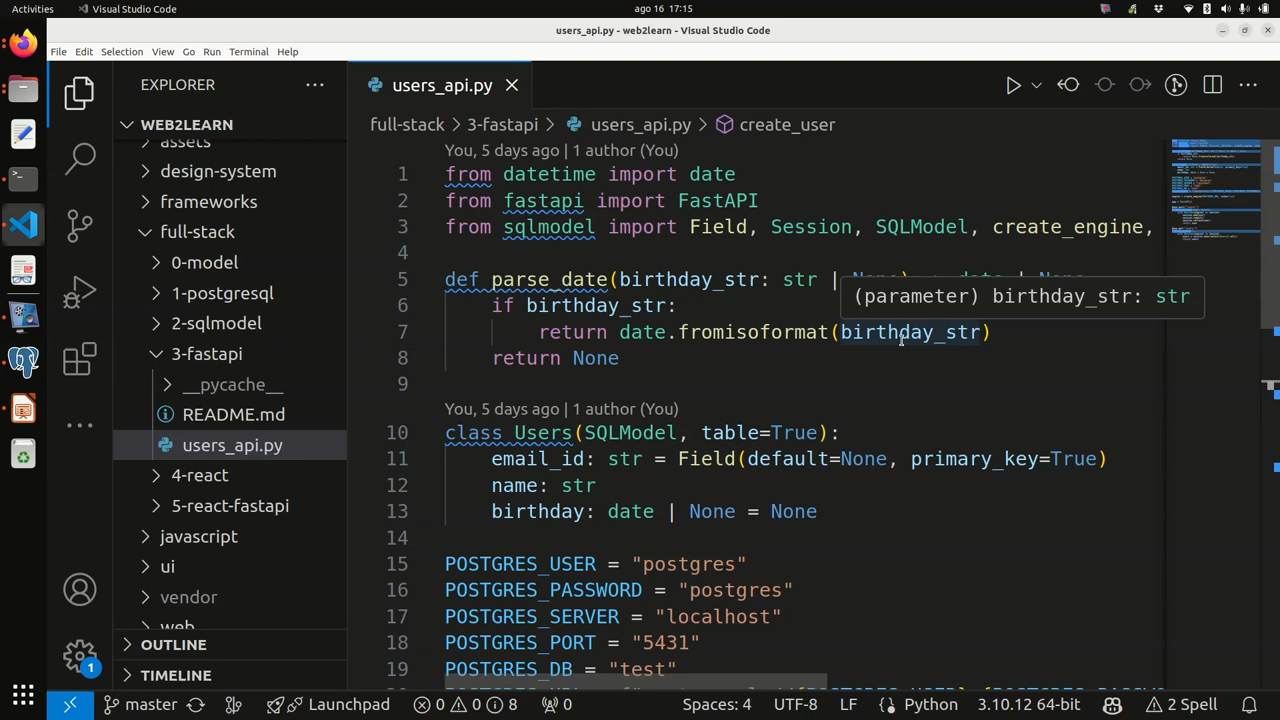 Activities
Visual Studio Code
ago 16 17:15
users_api.py - web2learn - Visual Studio Code
File Edit Selection View Go Run Terminal Help
EXPLORER
WEB2LEARN
assets
design-system
frameworks
full-stack
0-model
1-postgresql
2-sqlmodel
3-fastapi
__pycache__
README.md
users_api.py
4-react
5-react-fastapi
javascript
ui
vendor
web
OUTLINE
TIMELINE
1
users_api.py
full-stack > 3-fastapi > users_api.py > create_user
You, 5 days ago | 1 author (You)
1 from datetime import date
2 from fastapi import FastAPI
3 from sqlmodel import Field, Session, SQLModel, create_engine,
4
5 def parse_date(birthday_str: str | None) -> date | None
(parameter) birthday_str: str
6 if birthday_str:
7 return date.fromisoformat(birthday_str)
8 return None
9
You, 5 days ago | 1 author (You)
10 class Users(SQLModel, table=True):
11 email_id: str = Field(default=None, primary_key=True)
12 name: str
13 birthday: date | None = None
14
15 POSTGRES_USER = "postgres"
16 POSTGRES_PASSWORD = "postgres"
17 POSTGRES_SERVER = "localhost"
18 POSTGRES_PORT = "5431"
19 POSTGRES_DB = "test"
master
Launchpad
0 0 8
0
Spaces: 4
UTF-8
LF
Python
3.10.12 64-bit
2 Spell